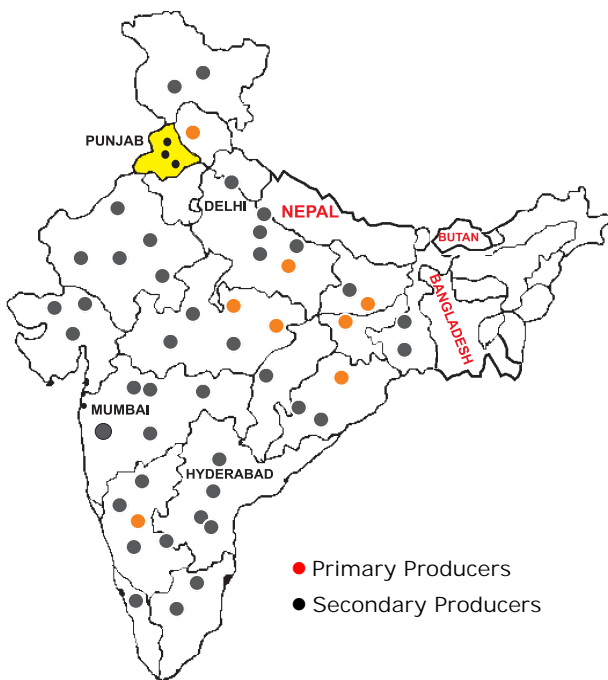 PUNJAB
DELHI
NEPAL
BUTAN
BANGLADESH
MUMBAI
HYDERABAD
Primary Producers
Secondary Producers